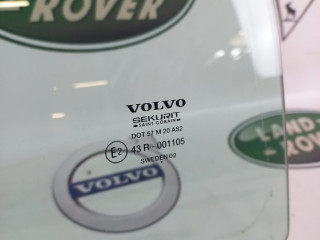 ROVER
VOLVO
SEKURIT
SAINT-GOBAIN
DOT 57 M 20 AS2
E2 43 R-001105
SWEDEN 02
VOLVO
LAND
ROVER